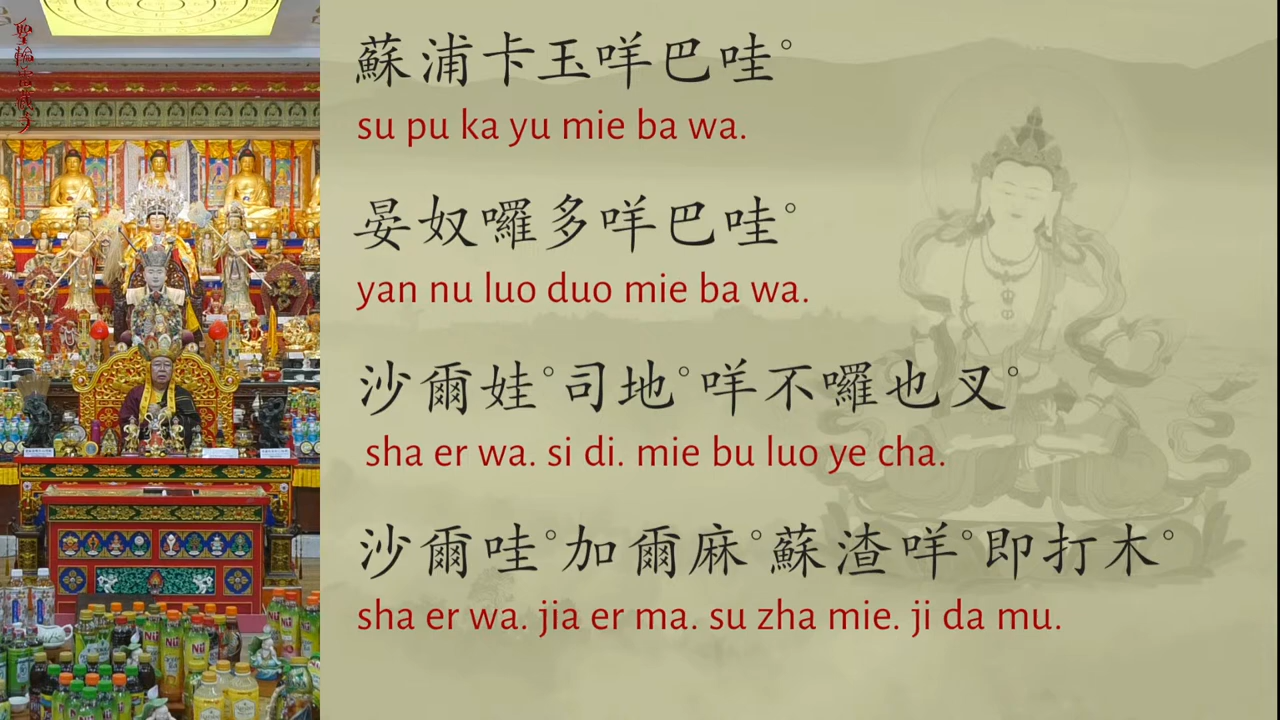 蘇浦卡玉咩巴哇。
su pu ka yu mie ba wa.
晏奴囉多咩巴哇。
yan nu luo duo mie ba wa.
沙爾娃。司地。咩不囉也叉。
sha er wa. si di. mie bu luo ye cha.
沙爾哇。加爾麻。蘇渣咩。即打木。
sha er wa. jia er ma. su zha mie. ji da mu.